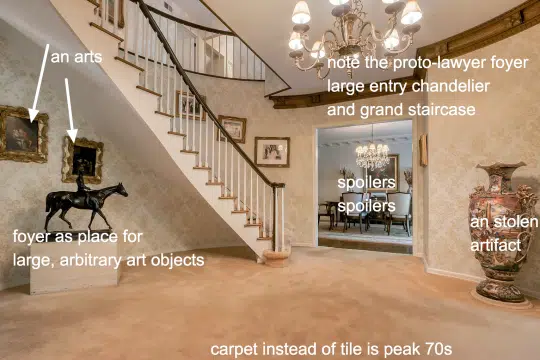 an arts
note the proto-lawyer foyer
large entry chandelier
and grand staircase
spoilers
spoilers
an stolen
artifact
foyer as place for
large, arbitrary art objects
carpet instead of tile is peak 70s